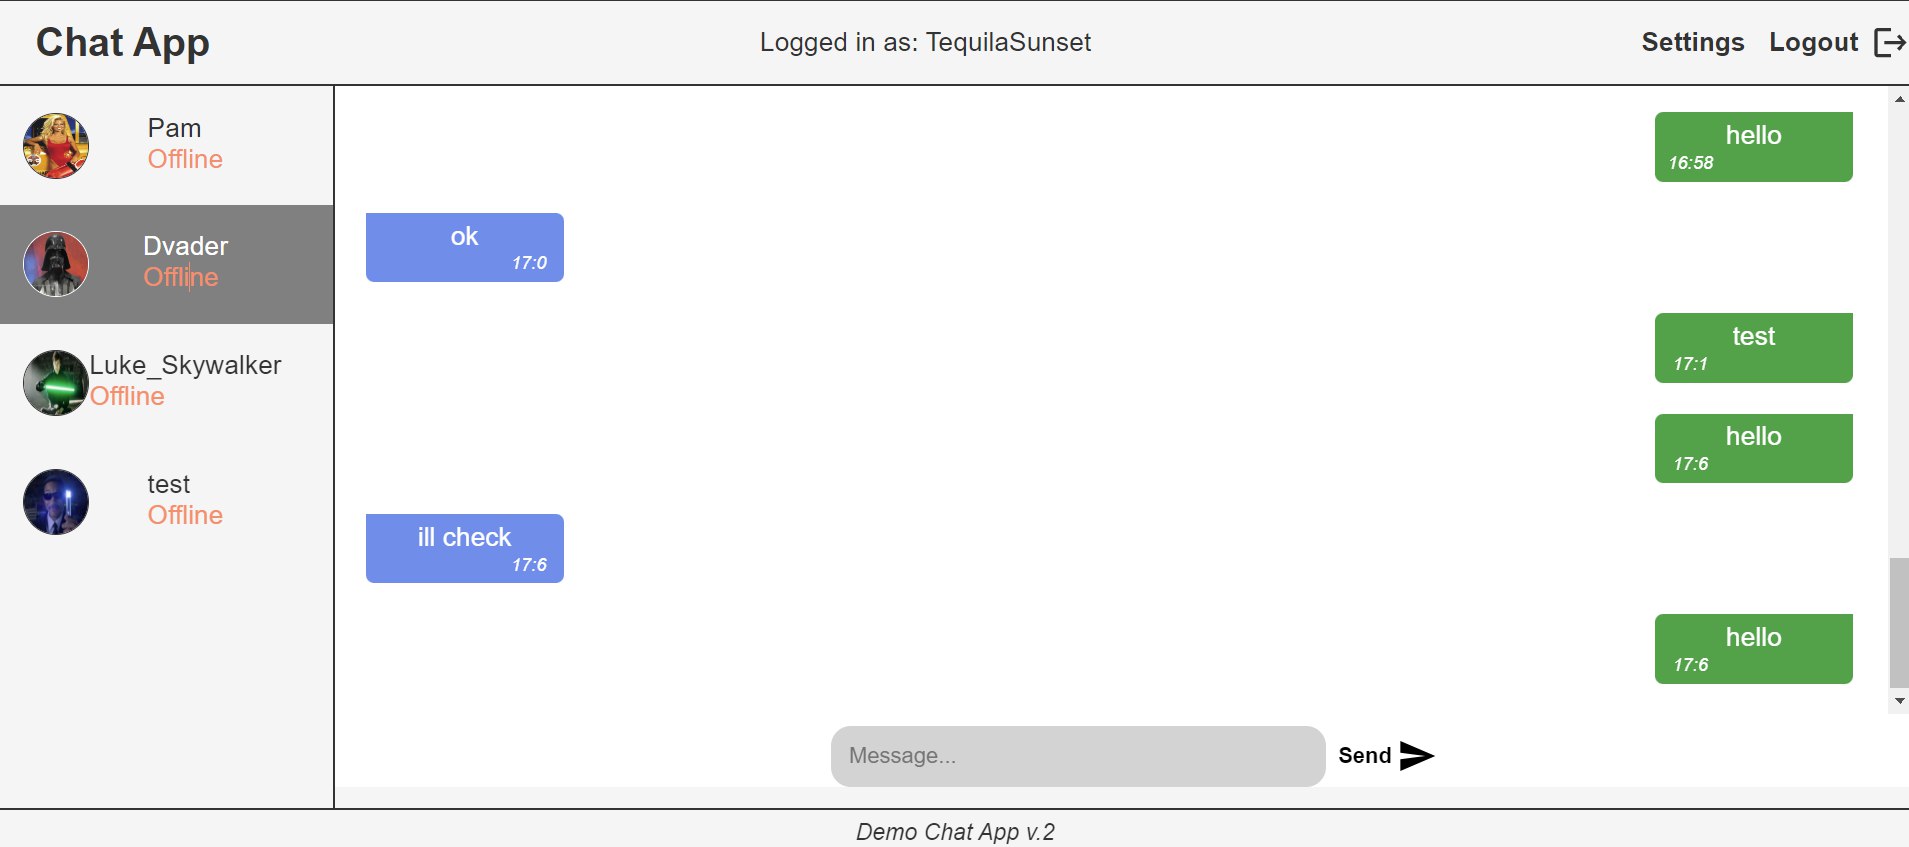 Chat App
Logged in as: TequilaSunset
Settings
Logout
Pam
Offline
Dvader
Offline
Luke_Skywalker
Offline
test
Offline
hello
16:58
ok
17:0
test
17:1
hello
17:6
ill check
17:6
hello
17:6
Message...
Send
Demo Chat App v.2